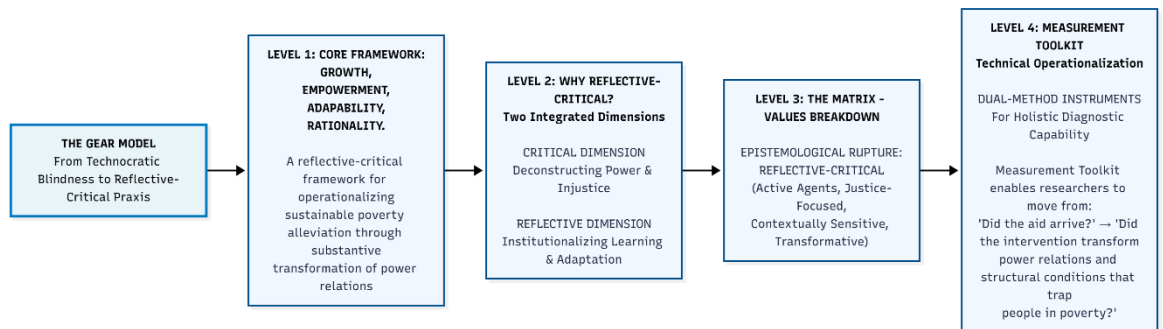 THE GEAR MODEL
From Technocratic
Blindness to Reflective-
Critical Praxis
LEVEL 1: CORE FRAMEWORK:
GROWTH,
EMPOWERMENT,
ADAPABILITY,
RATIONALITY.
A reflective-critical
framework for
operationalizing
sustainable poverty
alleviation through
substantive
transformation of power
relations
LEVEL 2: WHY REFLECTIVE-
CRITICAL?
Two Integrated Dimensions
CRITICAL DIMENSION
Deconstructing Power &
Injustice
REFLECTIVE DIMENSION
Institutionalizing Learning
& Adaptation
LEVEL 3: THE MATRIX -
VALUES BREAKDOWN
EPISTEMOLOGICAL RUPTURE:
REFLECTIVE-CRITICAL
(Active Agents, Justice-
Focused,
Contextually Sensitive,
Transformative)
LEVEL 4: MEASUREMENT
TOOLKIT
Technical Operationalization
DUAL-METHOD INSTRUMENTS
For Holistic Diagnostic
Capability
Measurement Toolkit
enables researchers to
move from:
'Did the aid arrive?' → 'Did
the intervention transform
power relations and
structural conditions that
trap
people in poverty?'